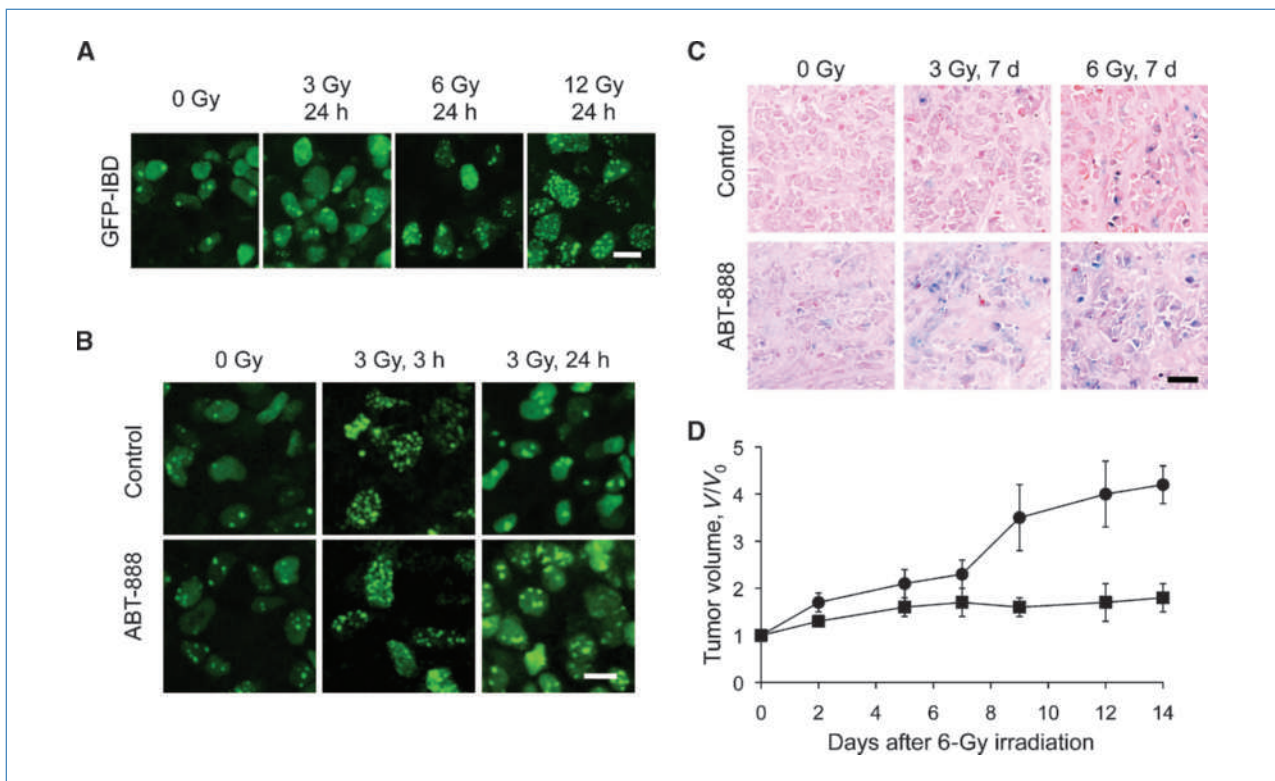 A
0 Gy
3 Gy
24 h
6 Gy
24 h
12 Gy
24 h
GFP-IBD
B
0 Gy
3 Gy, 3 h
3 Gy, 24 h
Control
ABT-888
C
0 Gy
3 Gy, 7 d
6 Gy, 7 d
Control
ABT-888
D
Tumor volume, V/V₀
5
4
3
2
1
0
0 2 4 6 8 10 12 14
Days after 6-Gy irradiation